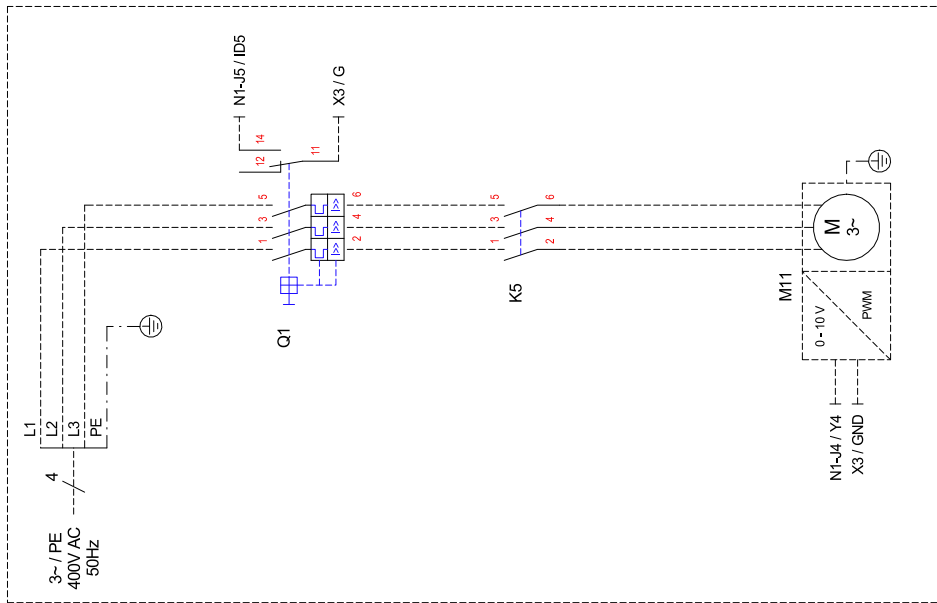 3~ / PE
400V AC
50Hz
4
L1
L2
L3
PE
N1-J5 / ID5
X3 / G
14
12
11
1
3
5
I>>
I>>
I>>
2
4
6
Q1
1
3
5
2
4
6
K5
M11
M
3~
0 - 10 V
PWM
N1-J4 / Y4
X3 / GND